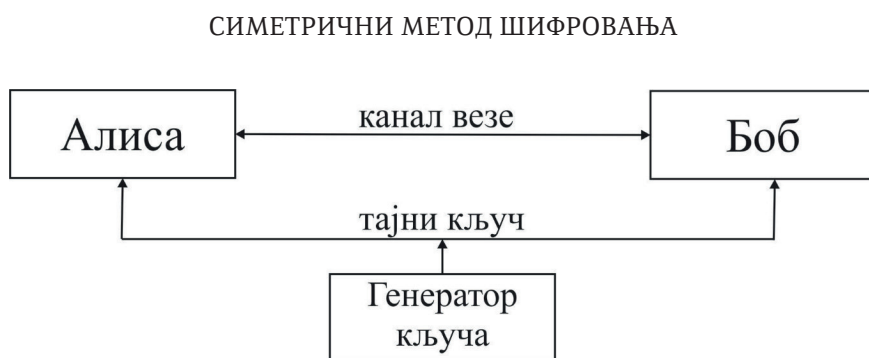 СИМЕТРИЧНИ МЕТОД ШИФРОВАЊА
Алиса
канал везе
Боб
тајни кључ
Генератор
кључа